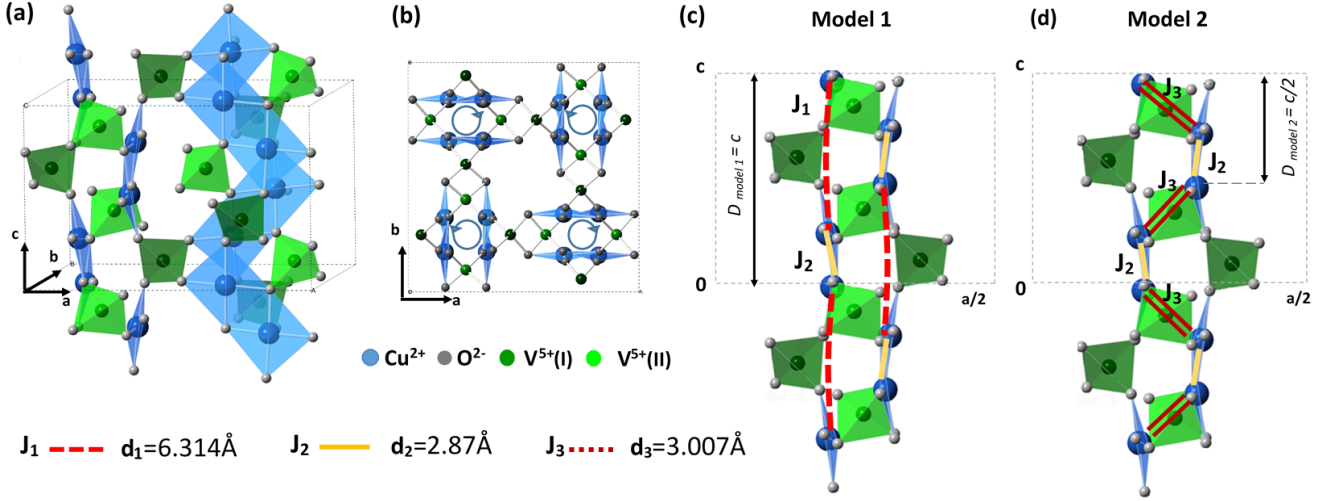 (a)
c
b
a
(b)
b
a
(c)
Model 1
c
J₁
D model 1 = c
J₂
0
a/2
(d)
Model 2
c
J₃
D model 2 = c/2
J₂
J₃
J₂
0
J₃
a/2
J₃
Cu²⁺ O²⁻ V⁵⁺(I) V⁵⁺(II)
J₁ d₁=6.314Å J₂ d₂=2.87Å J₃ d₃=3.007Å